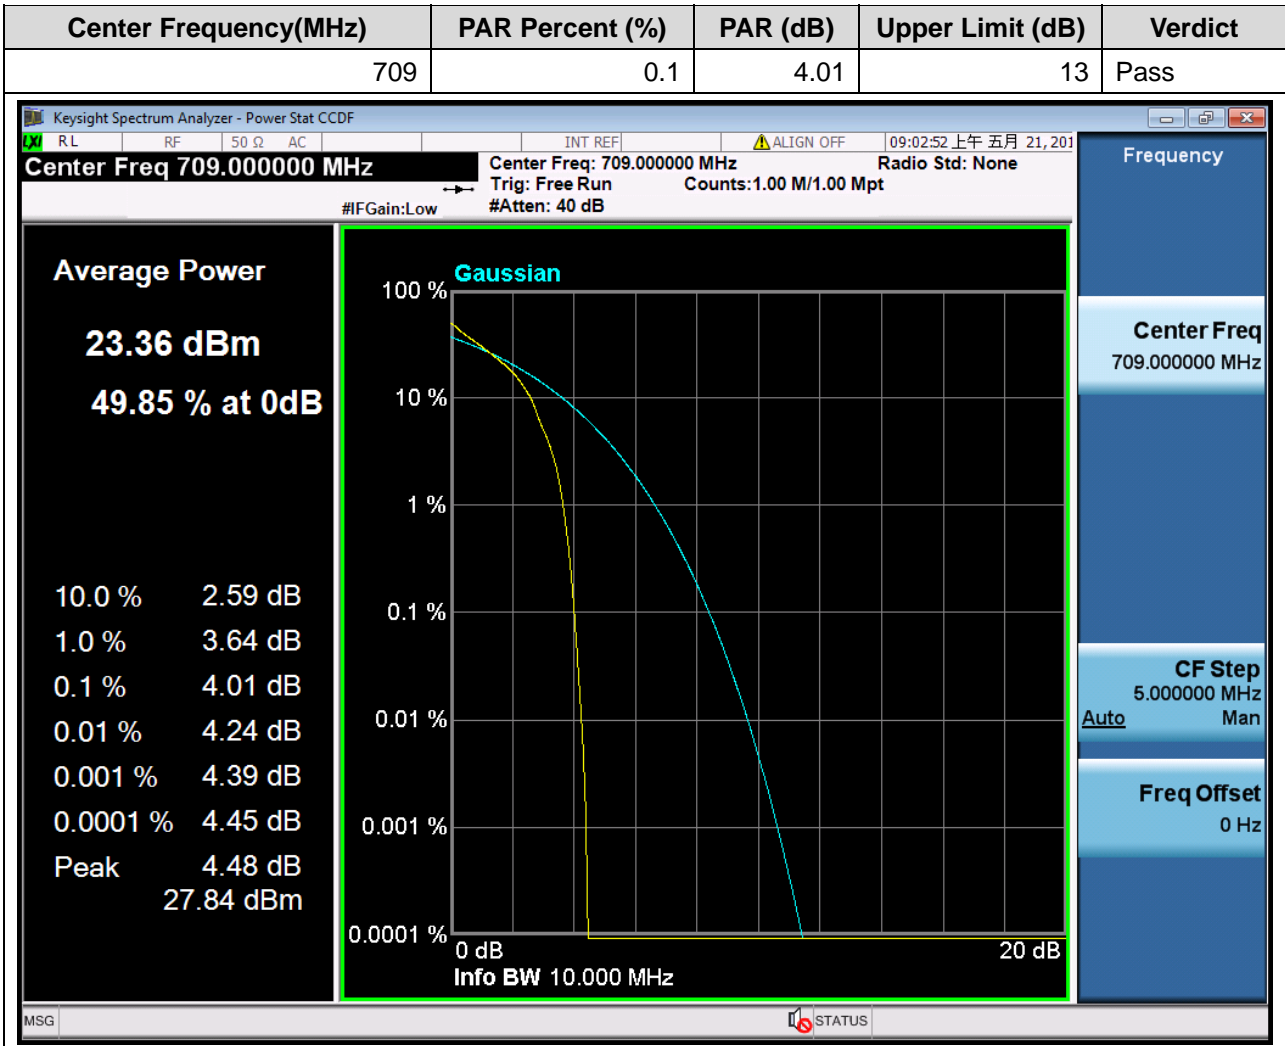 Center Frequency(MHz) PAR Percent (%) PAR (dB) Upper Limit (dB) Verdict
709 0.1 4.01 13 Pass
Keysight Spectrum Analyzer - Power Stat CCDF
LXI RL RF 50 Ω AC INT REF ALIGN OFF 09:02:52 上午 五月 21, 201
Center Freq 709.000000 MHz
Center Freq: 709.000000 MHz Radio Std: None
Trig: Free Run Counts:1.00 M/1.00 Mpt
#IFGain:Low #Atten: 40 dB
Frequency
Average Power
23.36 dBm
49.85 % at 0dB
10.0 % 2.59 dB
1.0 % 3.64 dB
0.1 % 4.01 dB
0.01 % 4.24 dB
0.001 % 4.39 dB
0.0001 % 4.45 dB
Peak 4.48 dB
27.84 dBm
Gaussian
100 %
10 %
1 %
0.1 %
0.01 %
0.001 %
0.0001 %
0 dB 20 dB
Info BW 10.000 MHz
Center Freq
709.000000 MHz
CF Step
5.000000 MHz
Auto Man
Freq Offset
0 Hz
MSG STATUS